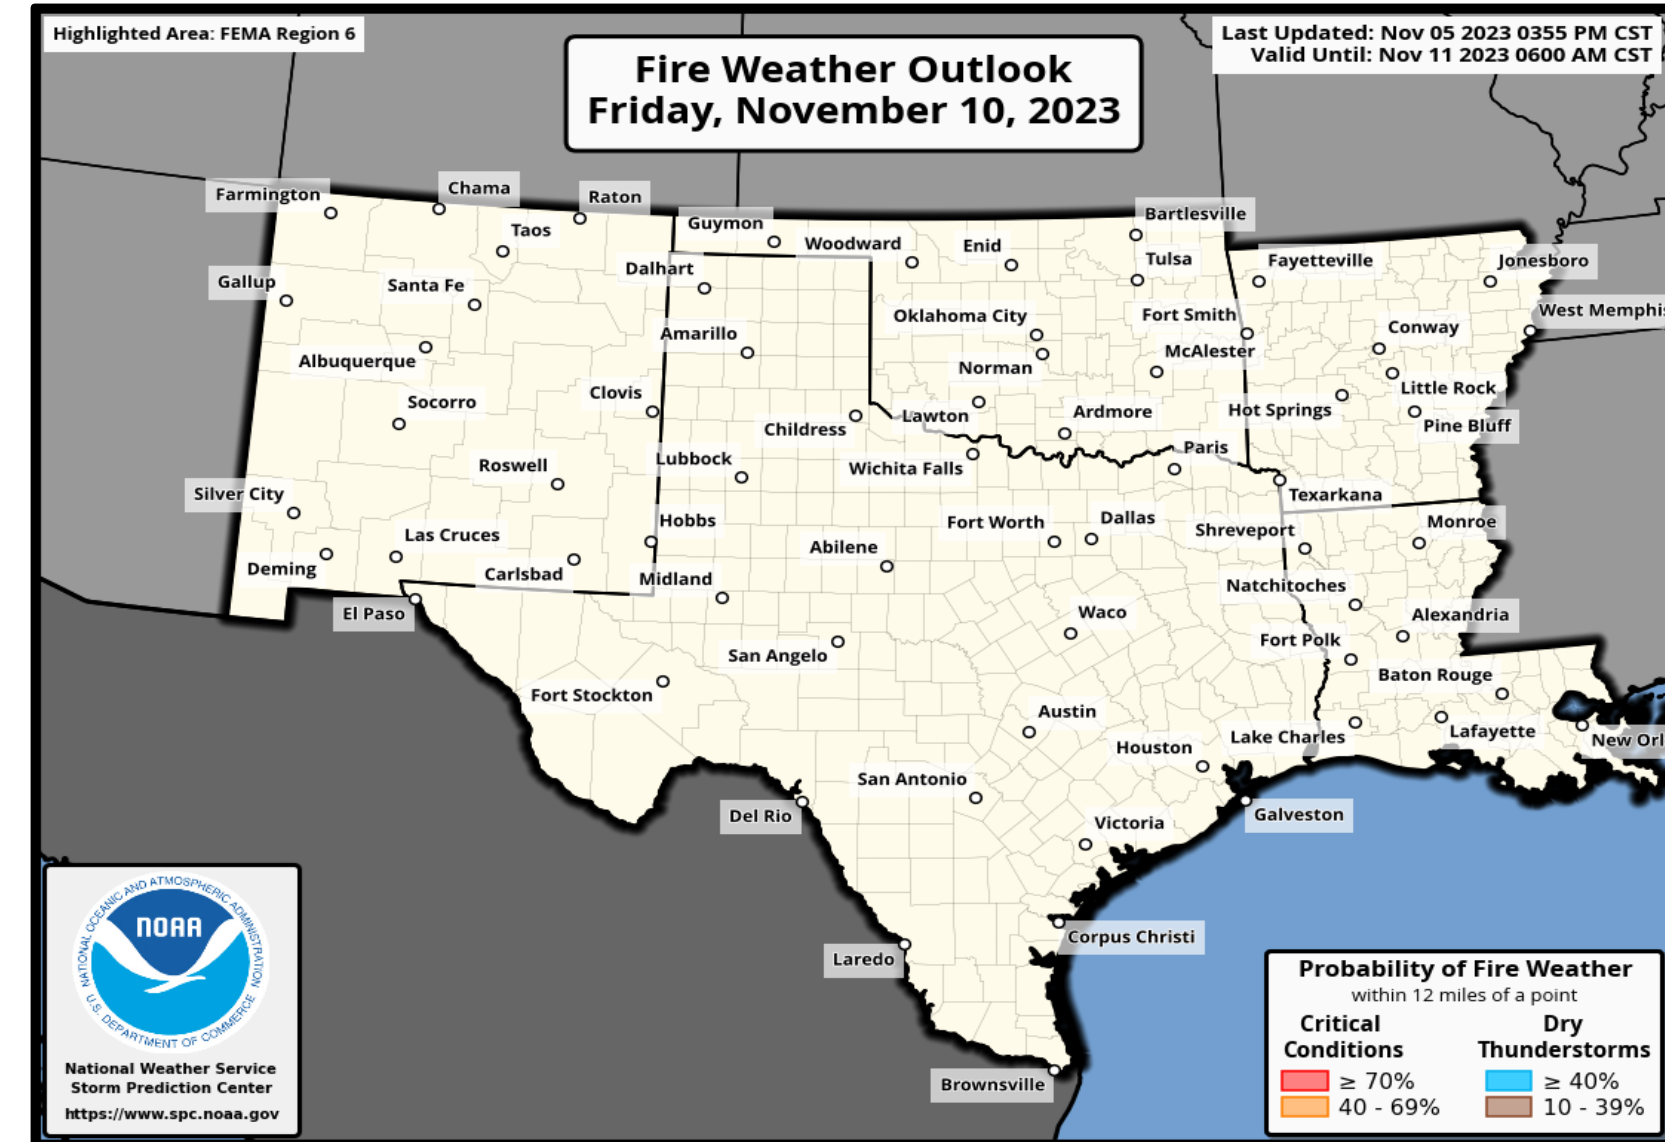 Highlighted Area: FEMA Region 6
Last Updated: Nov 05 2023 0355 PM CST
Valid Until: Nov 11 2023 0600 AM CST
Fire Weather Outlook
Friday, November 10, 2023
Farmington
Chama
Raton
Taos
Guymon
Woodward
Enid
Bartlesville
Tulsa
Fayetteville
Jonesboro
Gallup
Santa Fe
Dalhart
Oklahoma City
Fort Smith
West Memphis
Albuquerque
Amarillo
Norman
McAlester
Conway
Socorro
Clovis
Childress
Lawton
Ardmore
Hot Springs
Little Rock
Pine Bluff
Roswell
Lubbock
Wichita Falls
Paris
Silver City
Texarkana
Las Cruces
Hobbs
Fort Worth
Dallas
Shreveport
Monroe
Deming
Carlsbad
Midland
Abilene
Natchitoches
El Paso
Waco
Alexandria
San Angelo
Fort Polk
Fort Stockton
Baton Rouge
Austin
Houston
Lake Charles
Lafayette
New Orl
San Antonio
Del Rio
Victoria
Galveston
Laredo
Corpus Christi
Brownsville
NATIONAL OCEANIC AND ATMOSPHERIC ADMINISTRATION
NOAA
U.S. DEPARTMENT OF COMMERCE
National Weather Service
Storm Prediction Center
https://www.spc.noaa.gov
Probability of Fire Weather
within 12 miles of a point
Critical Conditions
≥ 70%
40 - 69%
Dry Thunderstorms
≥ 40%
10 - 39%